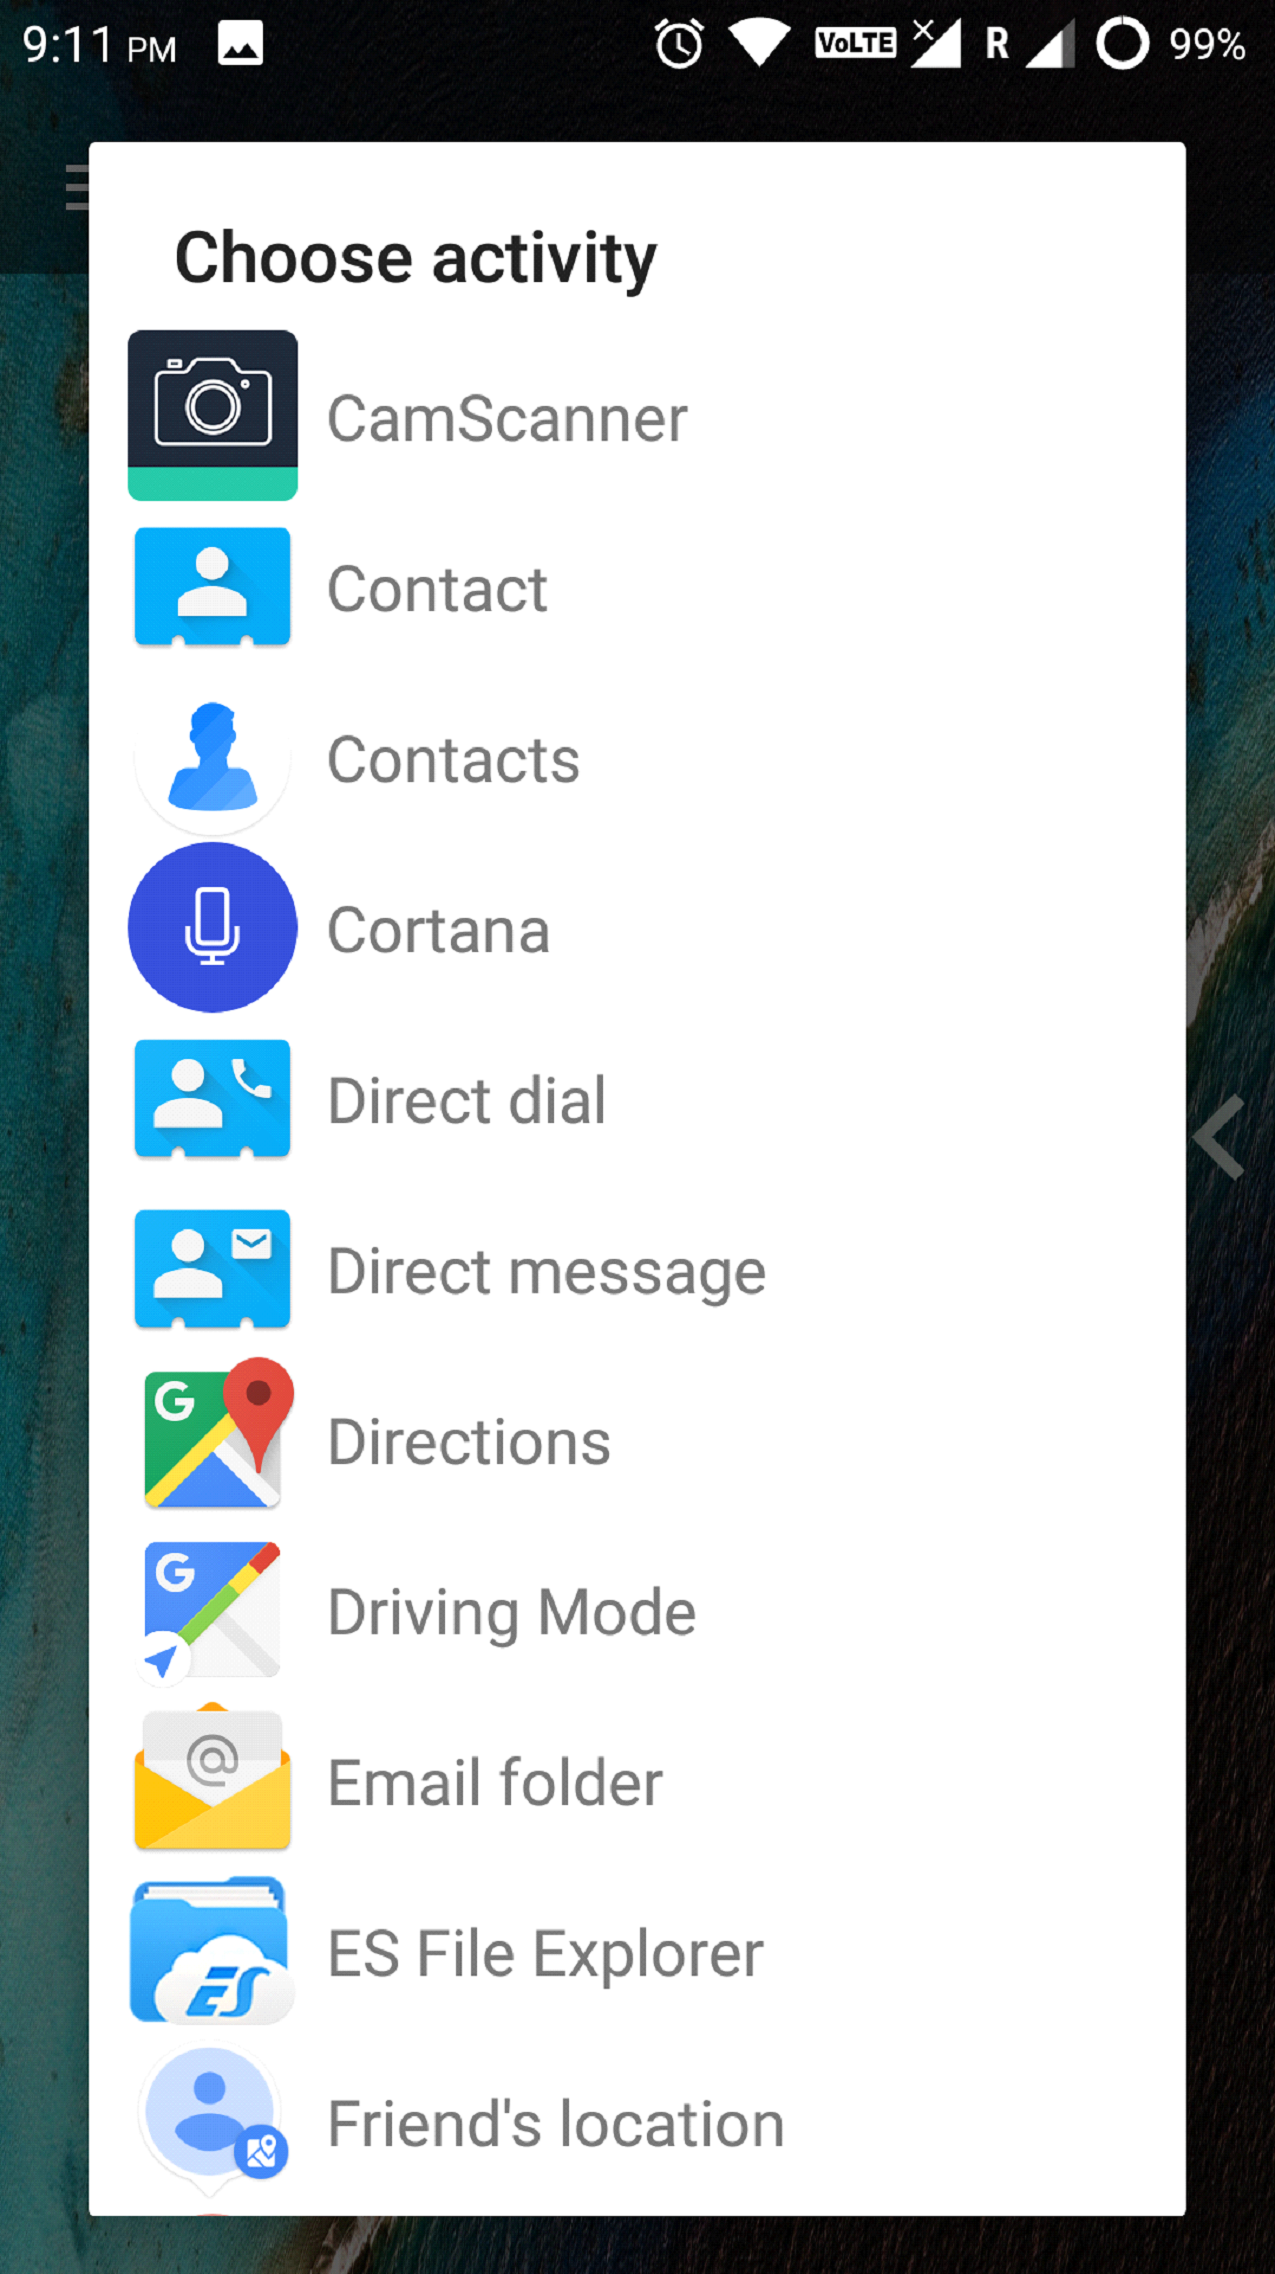 9:11 PM VoLTE R 99%
Choose activity
CamScanner
Contact
Contacts
Cortana
Direct dial
Direct message
G
Directions
G
Driving Mode
@
Email folder
ES
ES File Explorer
Friend's location